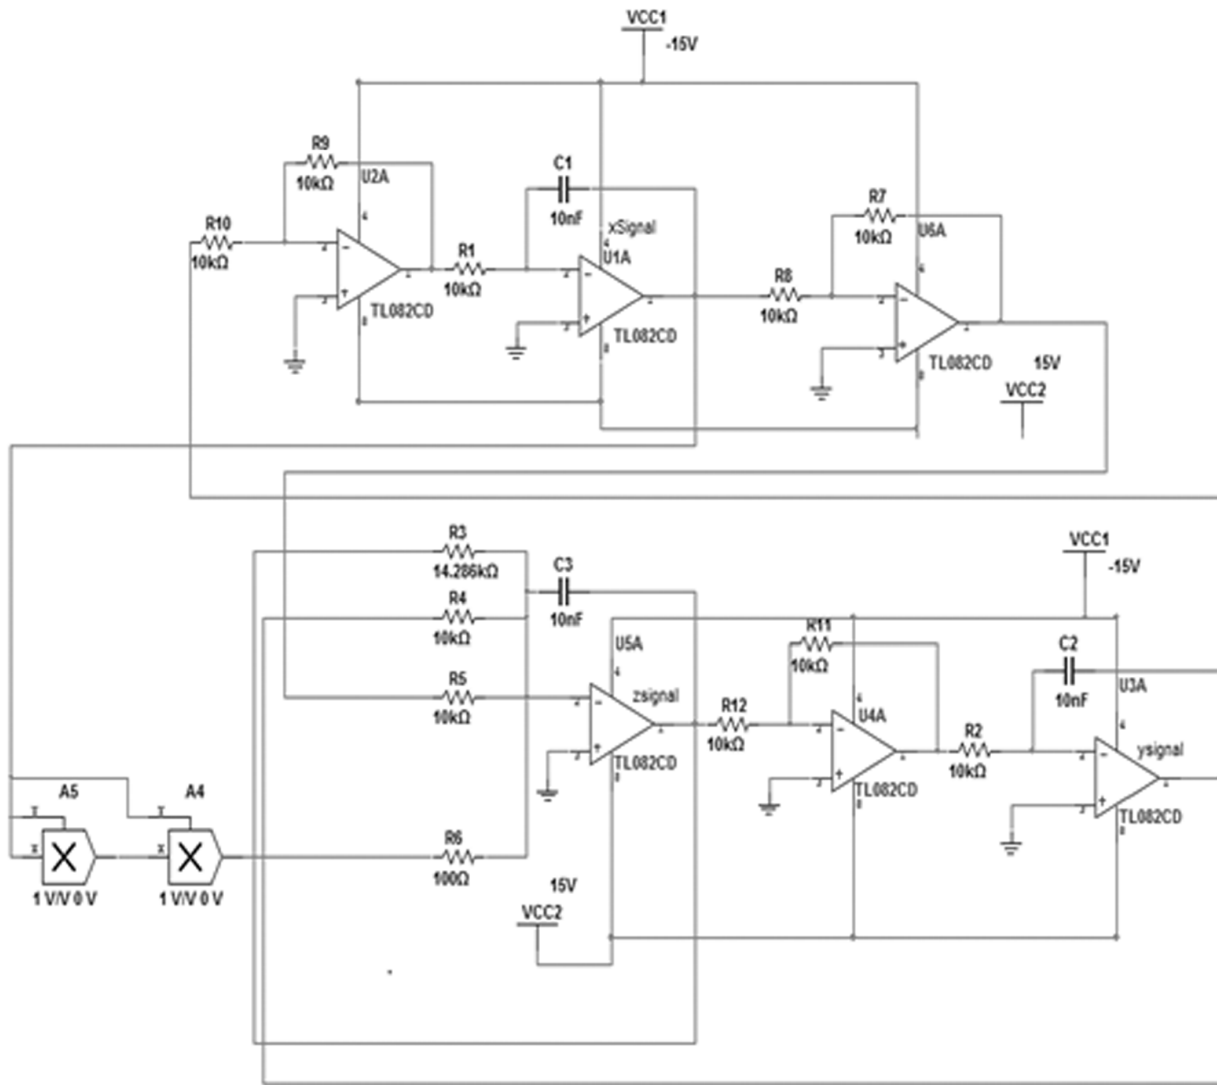 VCC1
-15V
R9
10kΩ
U2A
C1
10nF
R7
10kΩ
U6A
R10
10kΩ
xSignal
U1A
R1
10kΩ
R8
10kΩ
TL082CD
TL082CD
TL082CD
15V
VCC2
R3
14.286kΩ
C3
10nF
VCC1
-15V
R4
10kΩ
U5A
R11
10kΩ
C2
10nF
U3A
R5
10kΩ
zsignal
R12
10kΩ
U4A
R2
10kΩ
ysignal
TL082CD
TL082CD
TL082CD
A5
A4
X
X
1 V/V 0 V
1 V/V 0 V
R6
100Ω
15V
VCC2